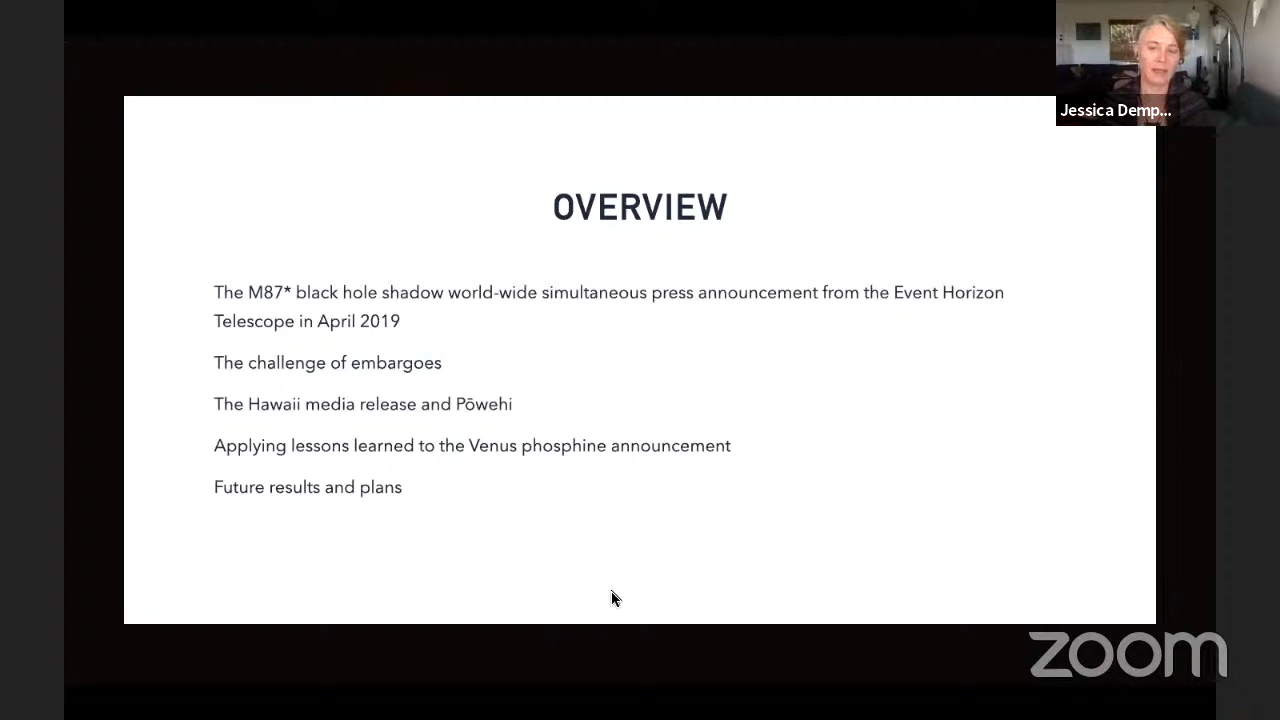 Jessica Demp...
OVERVIEW
The M87* black hole shadow world-wide simultaneous press announcement from the Event Horizon
Telescope in April 2019
The challenge of embargoes
The Hawaii media release and Pōwehi
Applying lessons learned to the Venus phosphine announcement
Future results and plans
zoom